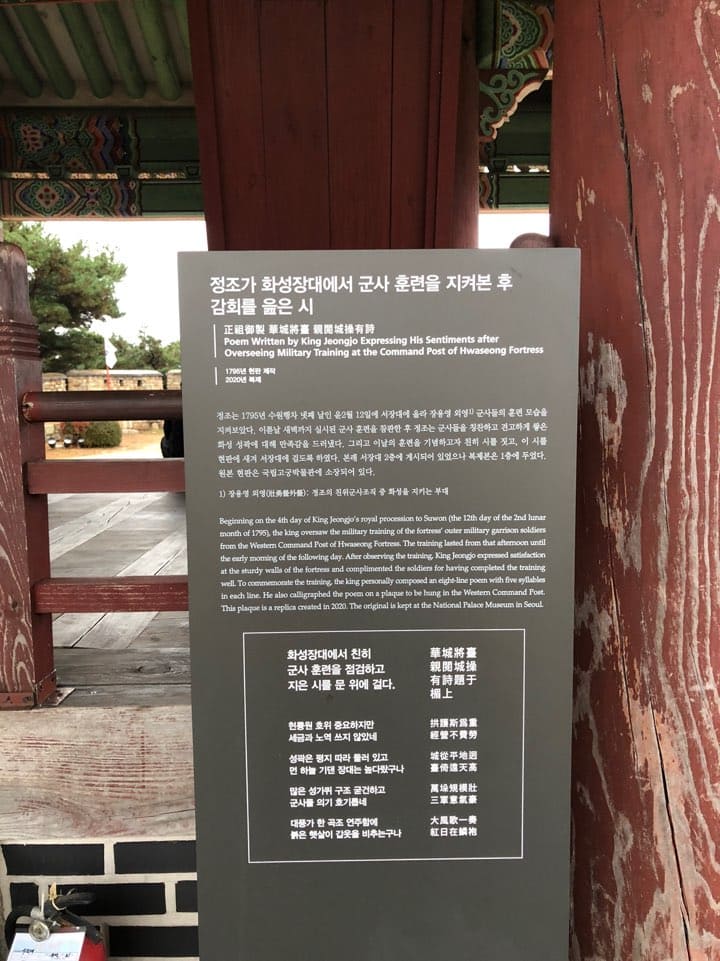 정조가 화성장대에서 군사 훈련을 지켜본 후
감회를 읊은 시
正祖御製 華城將臺 親閱城操有詩
Poem Written by King Jeongjo Expressing His Sentiments after
Overseeing Military Training at the Command Post of Hwaseong Fortress
1795년 현판 제작
2020년 복제
정조는 1795년 수원행차 넷째 날인 윤2월 12일에 서장대에 올라 장용영 외영1) 군사들의 훈련 모습을
지켜보았다. 이튿날 새벽까지 실시된 군사 훈련을 참관한 후 정조는 군사들을 칭찬하고 견고하게 쌓은
화성 성곽에 대해 만족감을 드러냈다. 그리고 이날의 훈련을 기념하고자 친히 시를 짓고, 이 시를
현판에 새겨 서장대에 걸도록 하였다. 본래 서장대 2층에 게시되어 있었으나 복제본은 1층에 두었다.
원본 현판은 국립고궁박물관에 소장되어 있다.
1) 장용영 외영(壯勇營外營): 정조의 친위군사조직 중 화성을 지키는 부대
Beginning on the 4th day of King Jeongjo's royal procession to Suwon (the 12th day of the 2nd lunar
month of 1795), the king oversaw the military training of the fortress' outer military garrison soldiers
from the Western Command Post of Hwaseong Fortress. The training lasted from that afternoon until
the early morning of the following day. After observing the training, King Jeongjo expressed satisfaction
at the sturdy walls of the fortress and complimented the soldiers for having completed the training
well. To commemorate the training, the king personally composed an eight-line poem with five syllables
in each line. He also calligraphed the poem on a plaque to be hung in the Western Command Post.
This plaque is a replica created in 2020. The original is kept at the National Palace Museum in Seoul.
화성장대에서 친히
군사 훈련을 점검하고
지은 시를 문 위에 걸다.
華城將臺
親閱城操
有詩題于
楣上
현륭원 호위 중요하지만
세금과 노역 쓰지 않았네
拱護斯爲重
經營不費勞
성곽은 평지 따라 둘러 있고
먼 하늘 기댄 장대는 높다랗구나
城從平地迥
臺倚遠天高
많은 성가퀴 구조 굳건하고
군사들 의기 호기롭네
萬垛規模壯
三軍意氣豪
대풍가 한 곡조 연주함에
붉은 햇살이 갑옷을 비추는구나
大風歌一奏
紅日在鱗袍